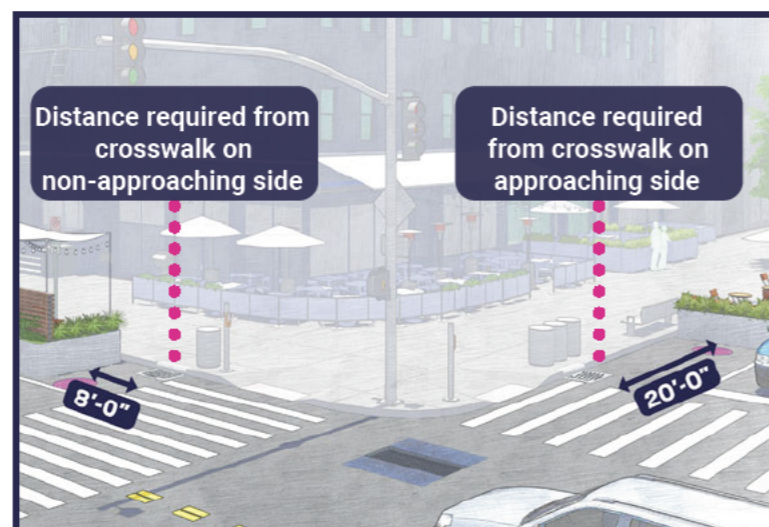 Distance required from
crosswalk on
non-approaching side
Distance required
from crosswalk on
approaching side
8'-0"
20'-0"